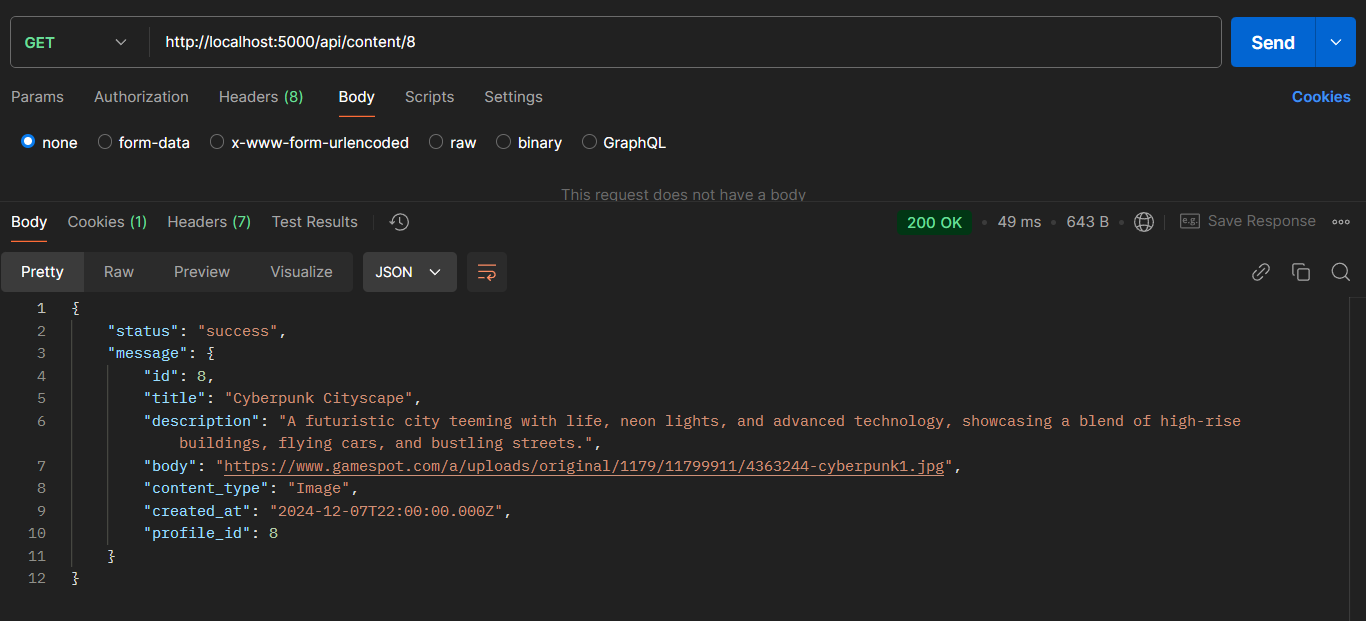 GET http://localhost:5000/api/content/8 Send
Params Authorization Headers (8) Body Scripts Settings Cookies
none form-data x-www-form-urlencoded raw binary GraphQL
This request does not have a body
Body Cookies (1) Headers (7) Test Results 200 OK • 49 ms • 643 B • e.g. Save Response
Pretty Raw Preview Visualize JSON
1 {
2 "status": "success",
3 "message": {
4 "id": 8,
5 "title": "Cyberpunk Cityscape",
6 "description": "A futuristic city teeming with life, neon lights, and advanced technology, showcasing a blend of high-rise
buildings, flying cars, and bustling streets.",
7 "body": "https://www.gamespot.com/a/uploads/original/1179/11799911/4363244-cyberpunk1.jpg",
8 "content_type": "Image",
9 "created_at": "2024-12-07T22:00:00.000Z",
10 "profile_id": 8
11 }
12 }